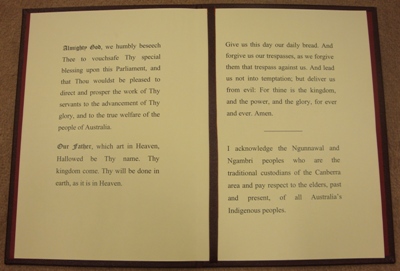 Almighty God, we humbly beseech
Thee to vouchsafe Thy special
blessing upon this Parliament, and
that Thou wouldst be pleased to
direct and prosper the work of Thy
servants to the advancement of Thy
glory, and to the true welfare of the
people of Australia.
Our Father, which art in Heaven,
Hallowed be Thy name. Thy
kingdom come. Thy will be done in
earth, as it is in Heaven.
Give us this day our daily bread. And
forgive us our trespasses, as we forgive
them that trespass against us. And lead
us not into temptation; but deliver us
from evil: For thine is the kingdom,
and the power, and the glory, for ever
and ever. Amen.
I acknowledge the Ngunnawal and
Ngambri peoples who are the
traditional custodians of the Canberra
area and pay respect to the elders, past
and present, of all Australia's
Indigenous peoples.